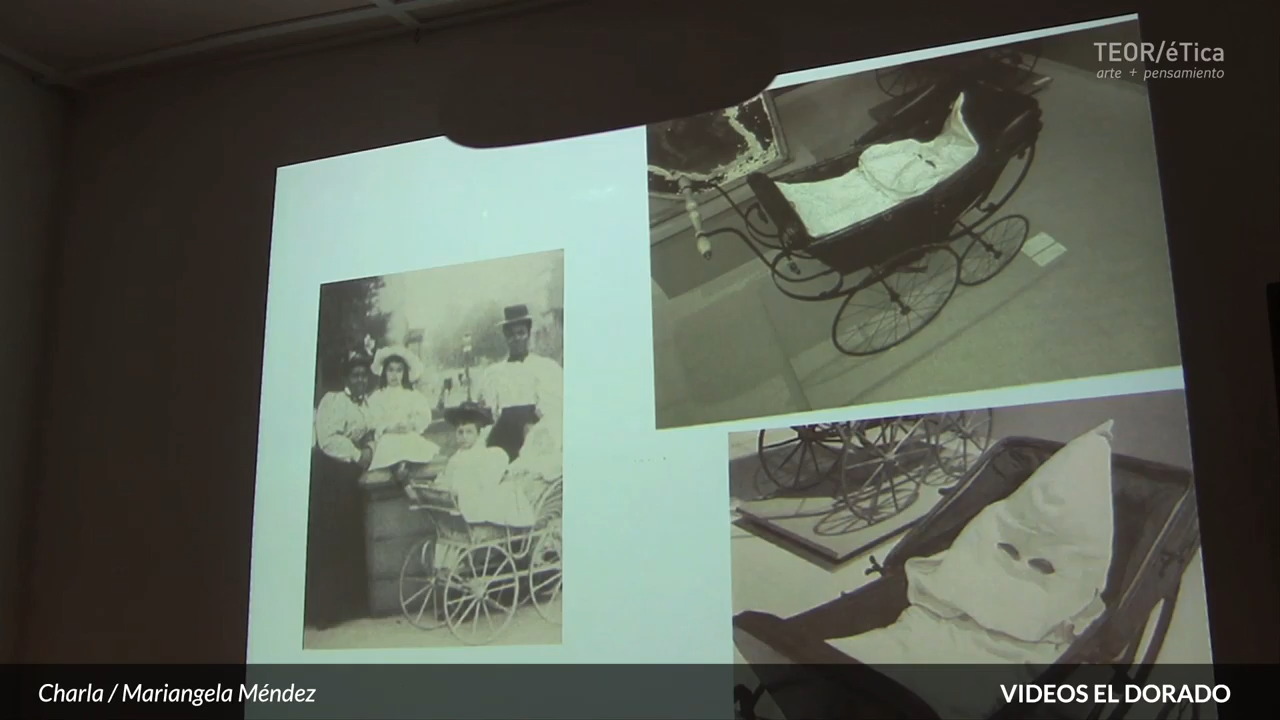 TEOR/éTica
arte + pensamiento
Charla / Mariangela Méndez
VIDEOS EL DORADO